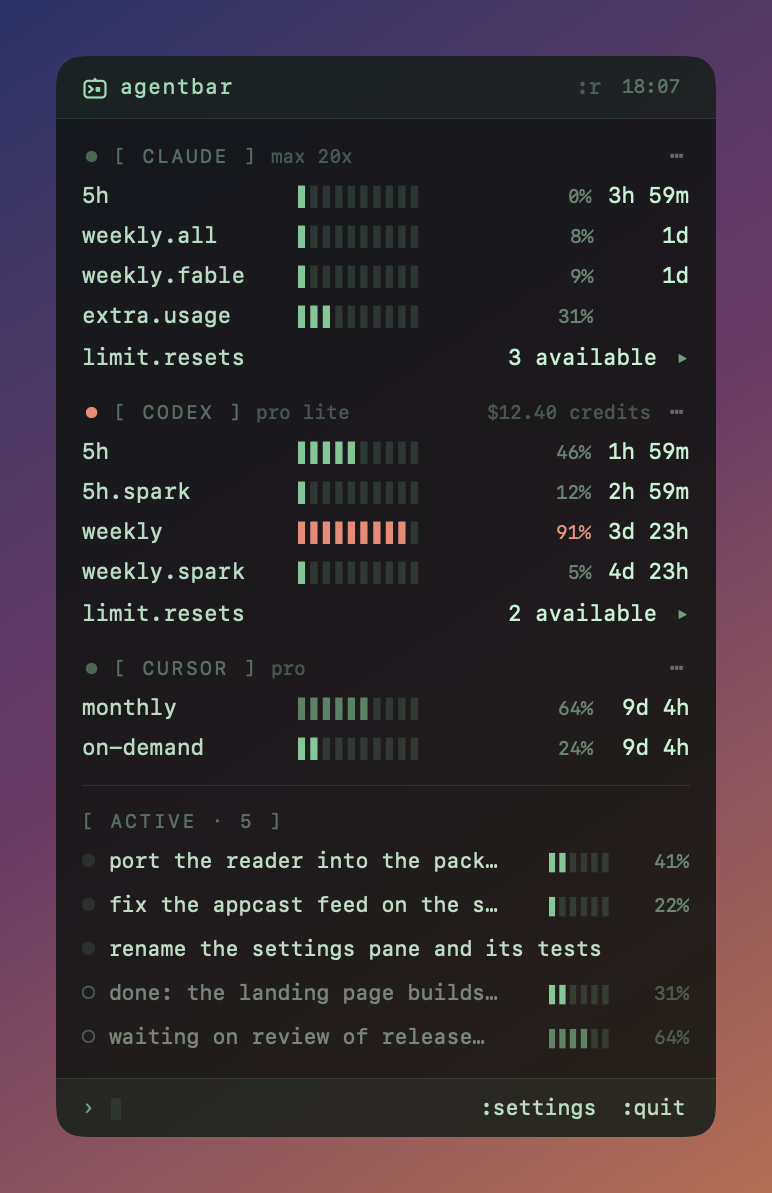 agentbar :r 18:07
[ CLAUDE ] max 20x ⋯
5h 0% 3h 59m
weekly.all 8% 1d
weekly.fable 9% 1d
extra.usage 31%
limit.resets 3 available ▸
[ CODEX ] pro lite $12.40 credits ⋯
5h 46% 1h 59m
5h.spark 12% 2h 59m
weekly 91% 3d 23h
weekly.spark 5% 4d 23h
limit.resets 2 available ▸
[ CURSOR ] pro ⋯
monthly 64% 9d 4h
on-demand 24% 9d 4h
[ ACTIVE · 5 ]
port the reader into the pack… 41%
fix the appcast feed on the s… 22%
rename the settings pane and its tests
done: the landing page builds… 31%
waiting on review of release… 64%
› :settings :quit